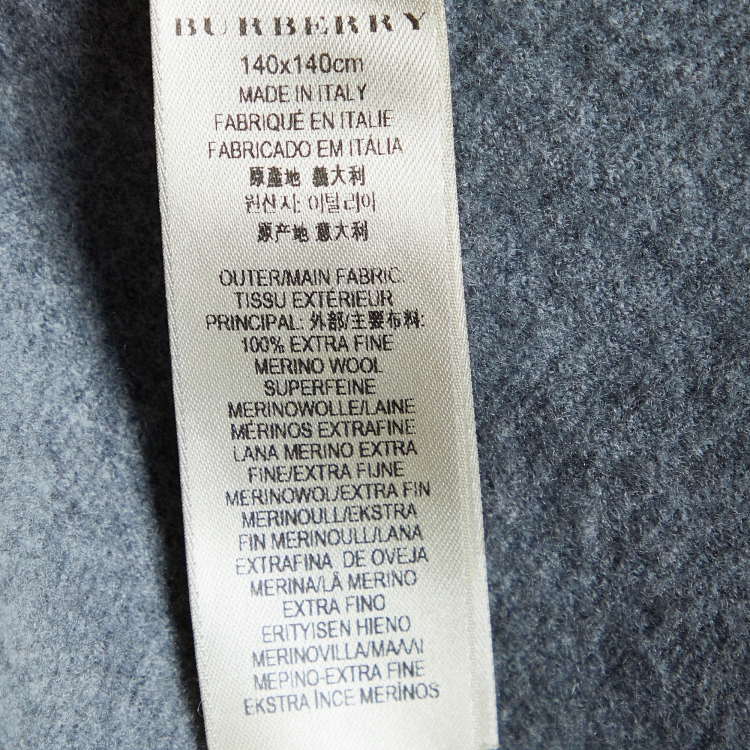 BURBERRY
140x140cm
MADE IN ITALY
FABRIQUÉ EN ITALIE
FABRICADO EM ITÁLIA
原產地 義大利
원산지: 이탈리아
原产地 意大利
OUTER/MAIN FABRIC:
TISSU EXTÉRIEUR
PRINCIPAL: 外部/主要布料:
100% EXTRA FINE
MERINO WOOL
SUPERFEINE
MERINOWOLLE/LAINE
MÉRINOS EXTRAFINE
LANA MERINO EXTRA
FINE/EXTRA FIJNE
MERINOWOL/EXTRA FIN
MERINOULL/EKSTRA
FIN MERINOULL/LANA
EXTRAFINA DE OVEJA
MERINA/LÃ MERINO
EXTRA FINO
ERITYISEN HIENO
MERINOVILLA/ΜΑΛΛΙ
ΜΕΡΙΝΟ-EXTRA FINE
EKSTRA İNCE MERİNOS